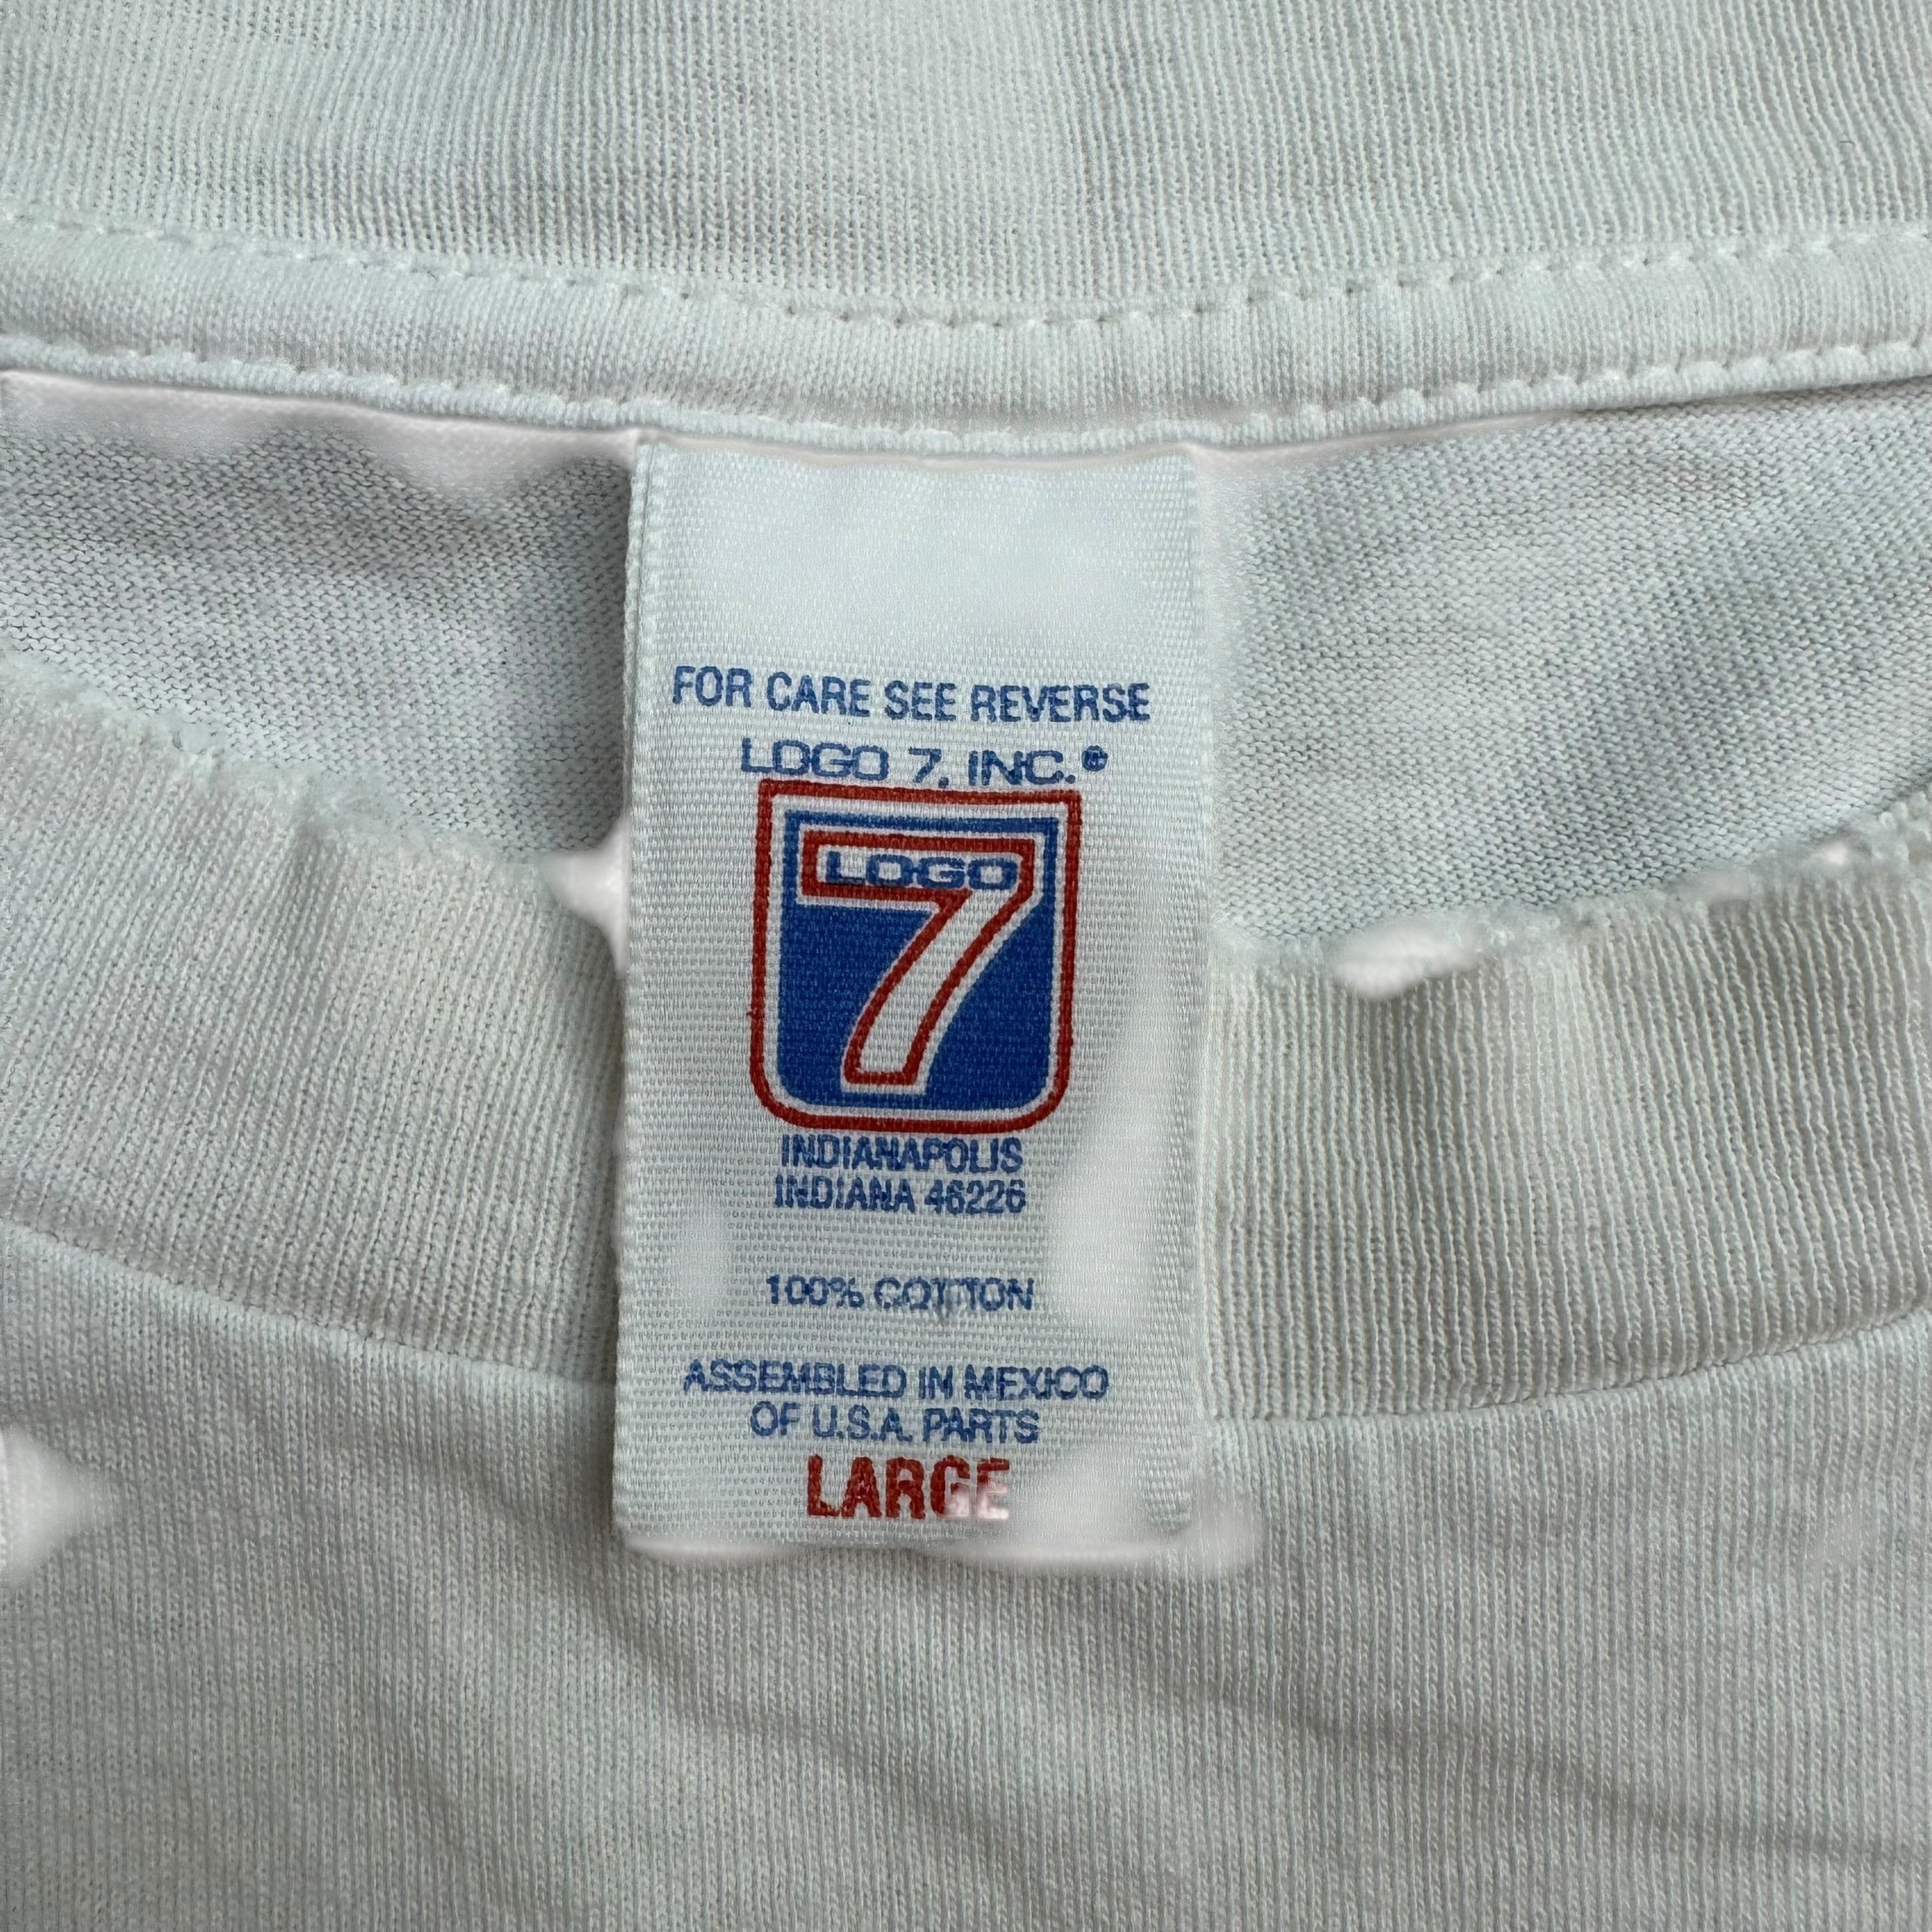 FOR CARE SEE REVERSE
LOGO 7, INC.®
LOGO
7
INDIANAPOLIS
INDIANA 46226
100% COTTON
ASSEMBLED IN MEXICO
OF U.S.A. PARTS
LARGE